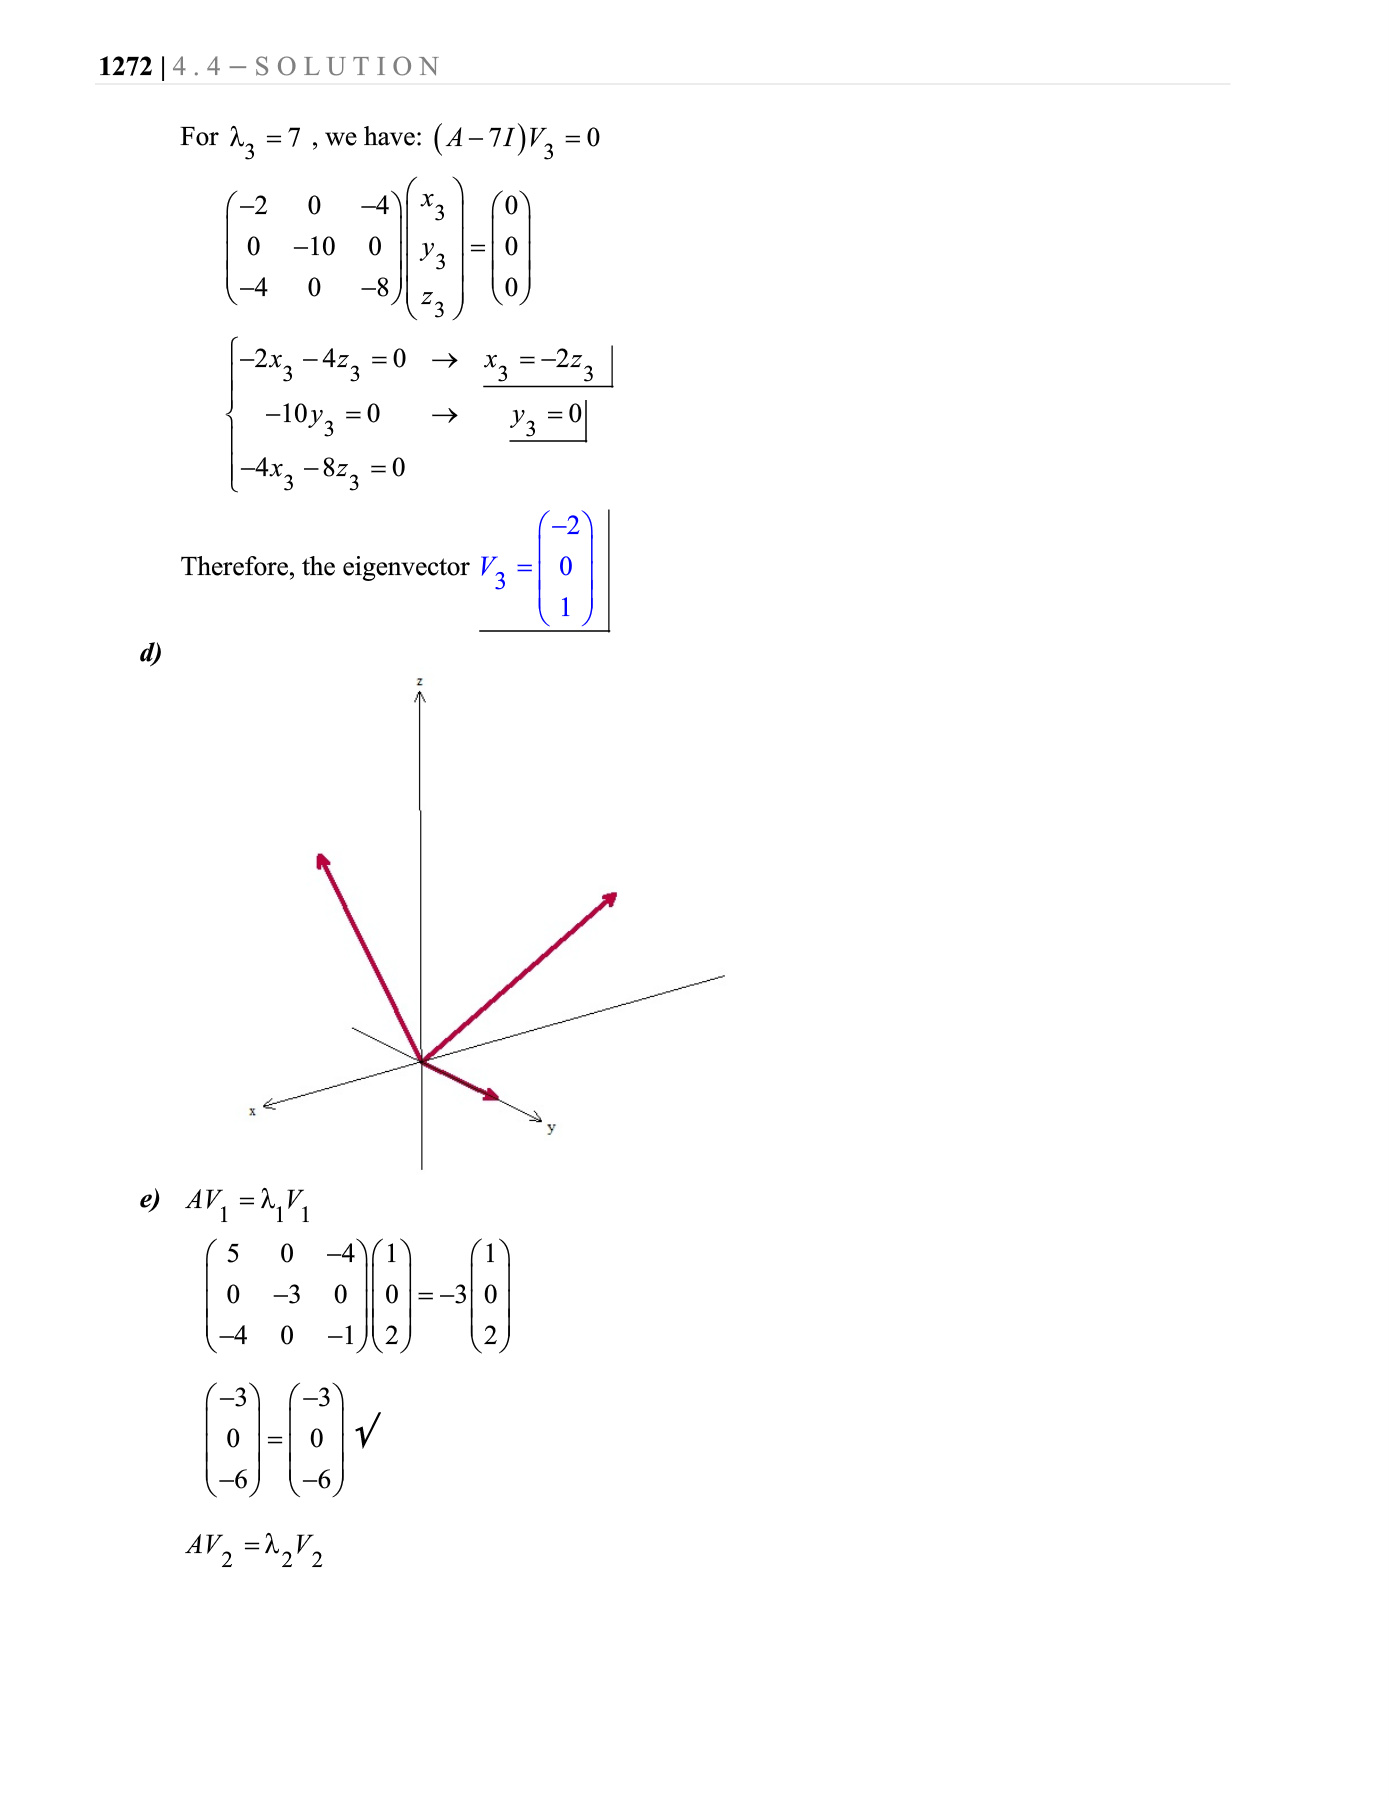 1272 | 4.4 – SOLUTION
For λ₃ = 7 , we have: (A − 7I)V₃ = 0
(−2 0 −4; 0 −10 0; −4 0 −8)(x₃; y₃; z₃) = (0; 0; 0)
{−2x₃ − 4z₃ = 0 → x₃ = −2z₃
−10y₃ = 0 → y₃ = 0
−4x₃ − 8z₃ = 0
Therefore, the eigenvector V₃ = (−2; 0; 1)
d)
z
x
y
e) AV₁ = λ₁V₁
(5 0 −4; 0 −3 0; −4 0 −1)(1; 0; 2) = −3(1; 0; 2)
(−3; 0; −6) = (−3; 0; −6) √
AV₂ = λ₂V₂